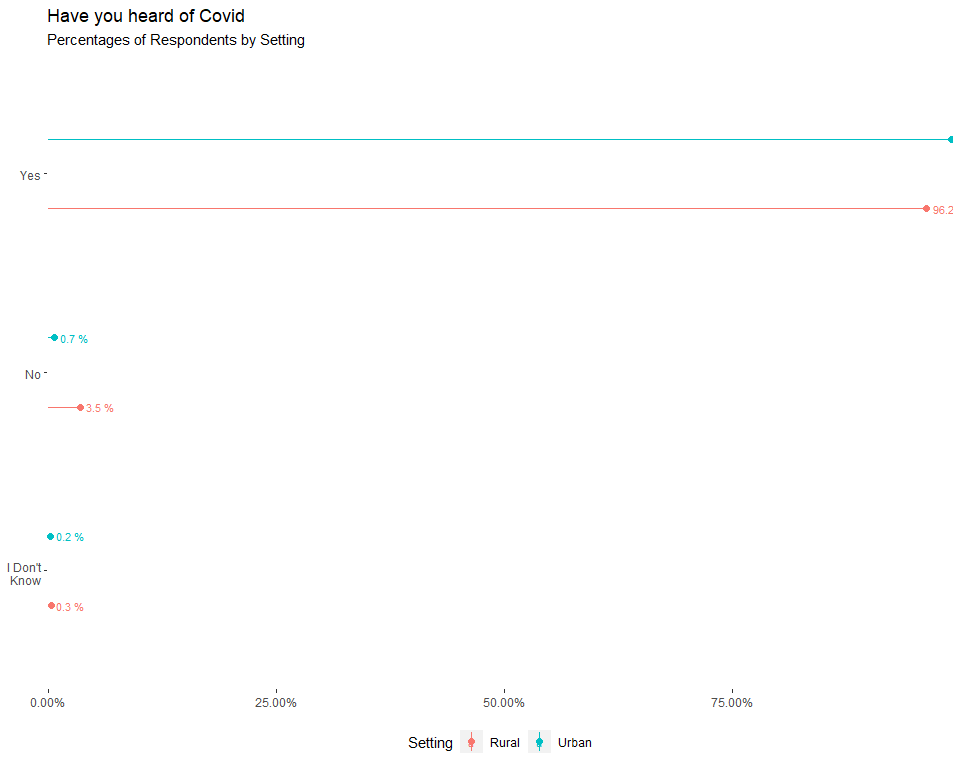 Have you heard of Covid
Percentages of Respondents by Setting
Yes
96.2
0.7 %
No
3.5 %
0.2 %
I Don't
Know
0.3 %
0.00% 25.00% 50.00% 75.00%
Setting Rural Urban